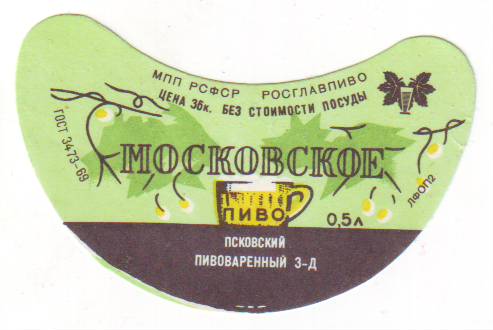 МПП РСФСР РОСГЛАВПИВО
ЦЕНА 36к. БЕЗ СТОИМОСТИ ПОСУДЫ
ГОСТ 3473-69
МОСКОВСКОЕ
ПИВО
0,5л
ЛФОП2
ПСКОВСКИЙ
ПИВОВАРЕННЫЙ З-Д